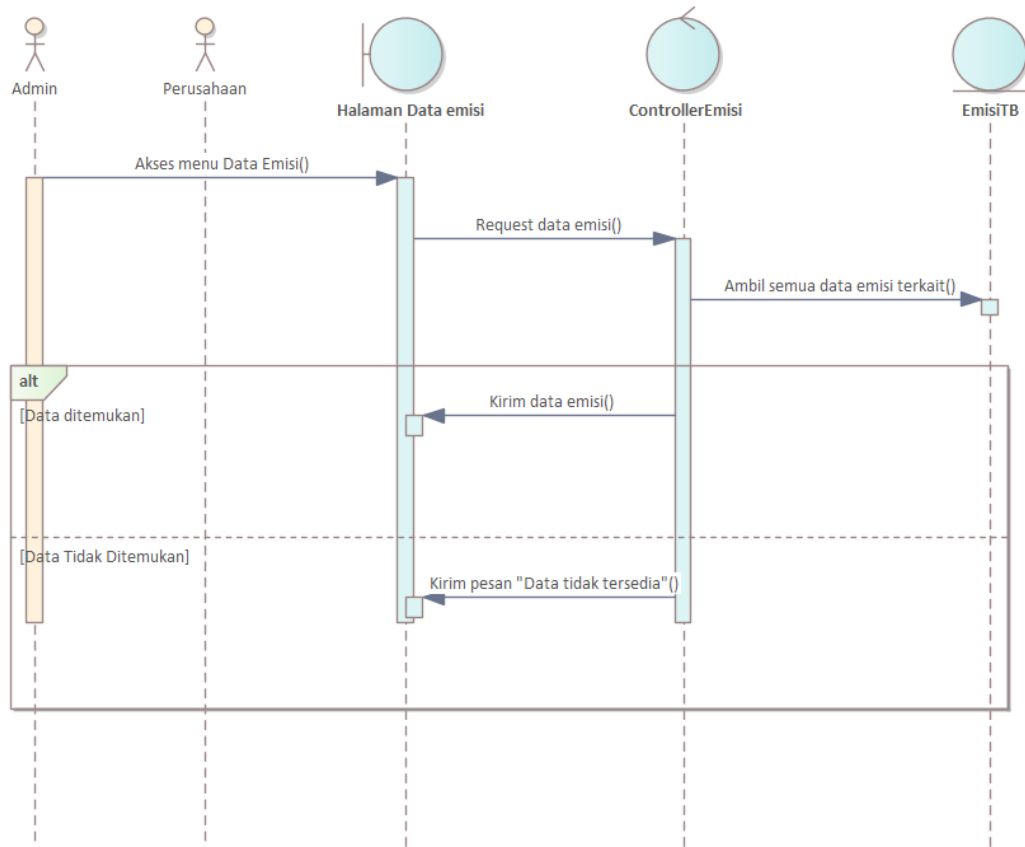 Admin
Perusahaan
Halaman Data emisi
ControllerEmisi
EmisiTB
Akses menu Data Emisi()
Request data emisi()
Ambil semua data emisi terkait()
alt
[Data ditemukan]
Kirim data emisi()
[Data Tidak Ditemukan]
Kirim pesan "Data tidak tersedia"()